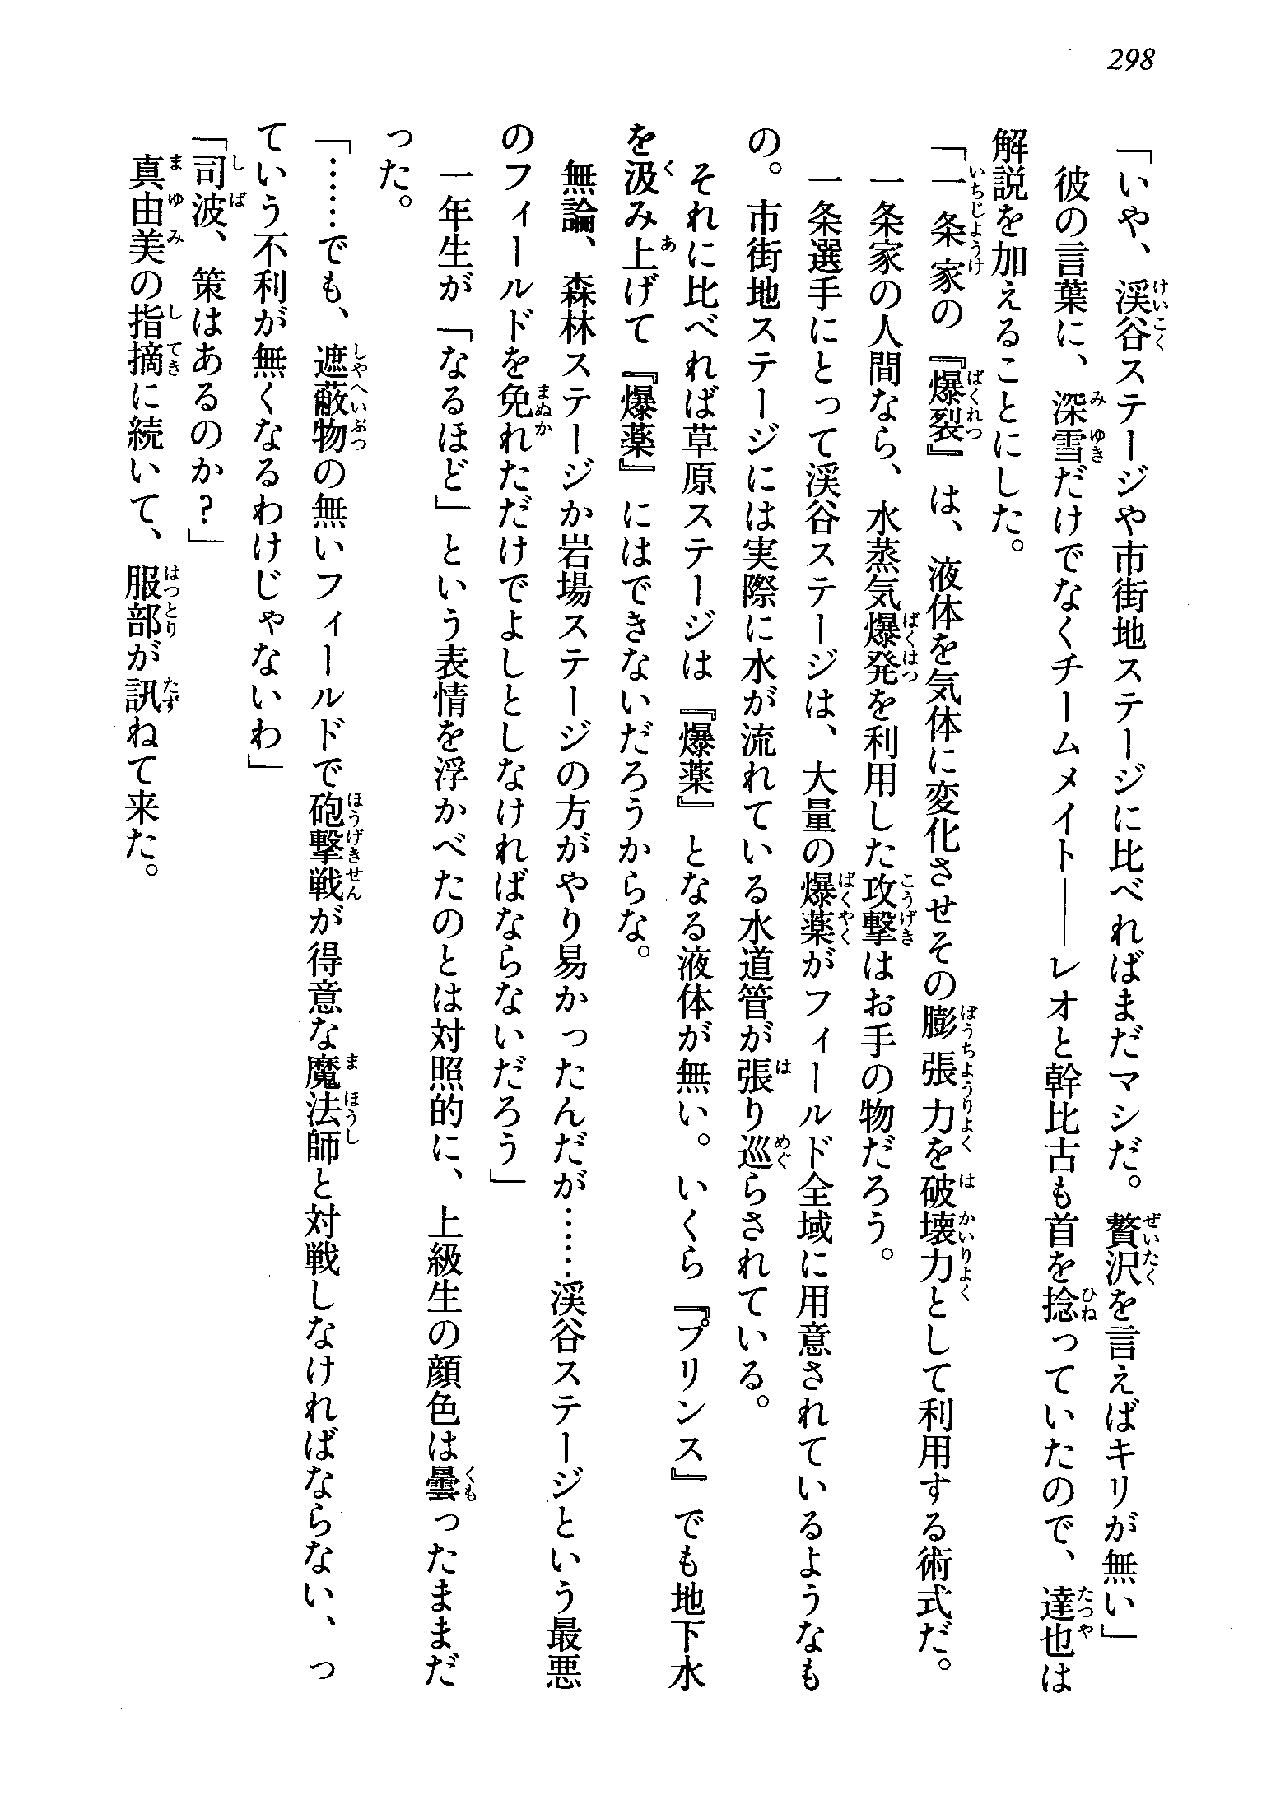 298
「いや、渓谷ステージや市街地ステージに比べればまだマシだ。贅沢を言えばキリが無い」
彼の言葉に、深雪だけでなくチームメイト――レオと幹比古も首を捻っていたので、達也は
解説を加えることにした。
「一条家の『爆裂』は、液体を気体に変化させその膨張力を破壊力として利用する術式だ。
一条家の人間なら、水蒸気爆発を利用した攻撃はお手の物だろう。
一条選手にとって渓谷ステージは、大量の爆薬がフィールド全域に用意されているようなも
の。市街地ステージには実際に水が流れている水道管が張り巡らされている。
それに比べれば草原ステージは『爆薬』となる液体が無い。いくら『プリンス』でも地下水
を汲み上げて『爆薬』にはできないだろうからな。
無論、森林ステージか岩場ステージの方がやり易かったんだが……渓谷ステージという最悪
のフィールドを免れただけでよしとしなければならないだろう」
一年生が「なるほど」という表情を浮かべたのとは対照的に、上級生の顔色は曇ったままだ
った。
「……でも、遮蔽物の無いフィールドで砲撃戦が得意な魔法師と対戦しなければならない、っ
ていう不利が無くなるわけじゃないわ」
「司波、策はあるのか?」
真由美の指摘に続いて、服部が訊ねて来た。